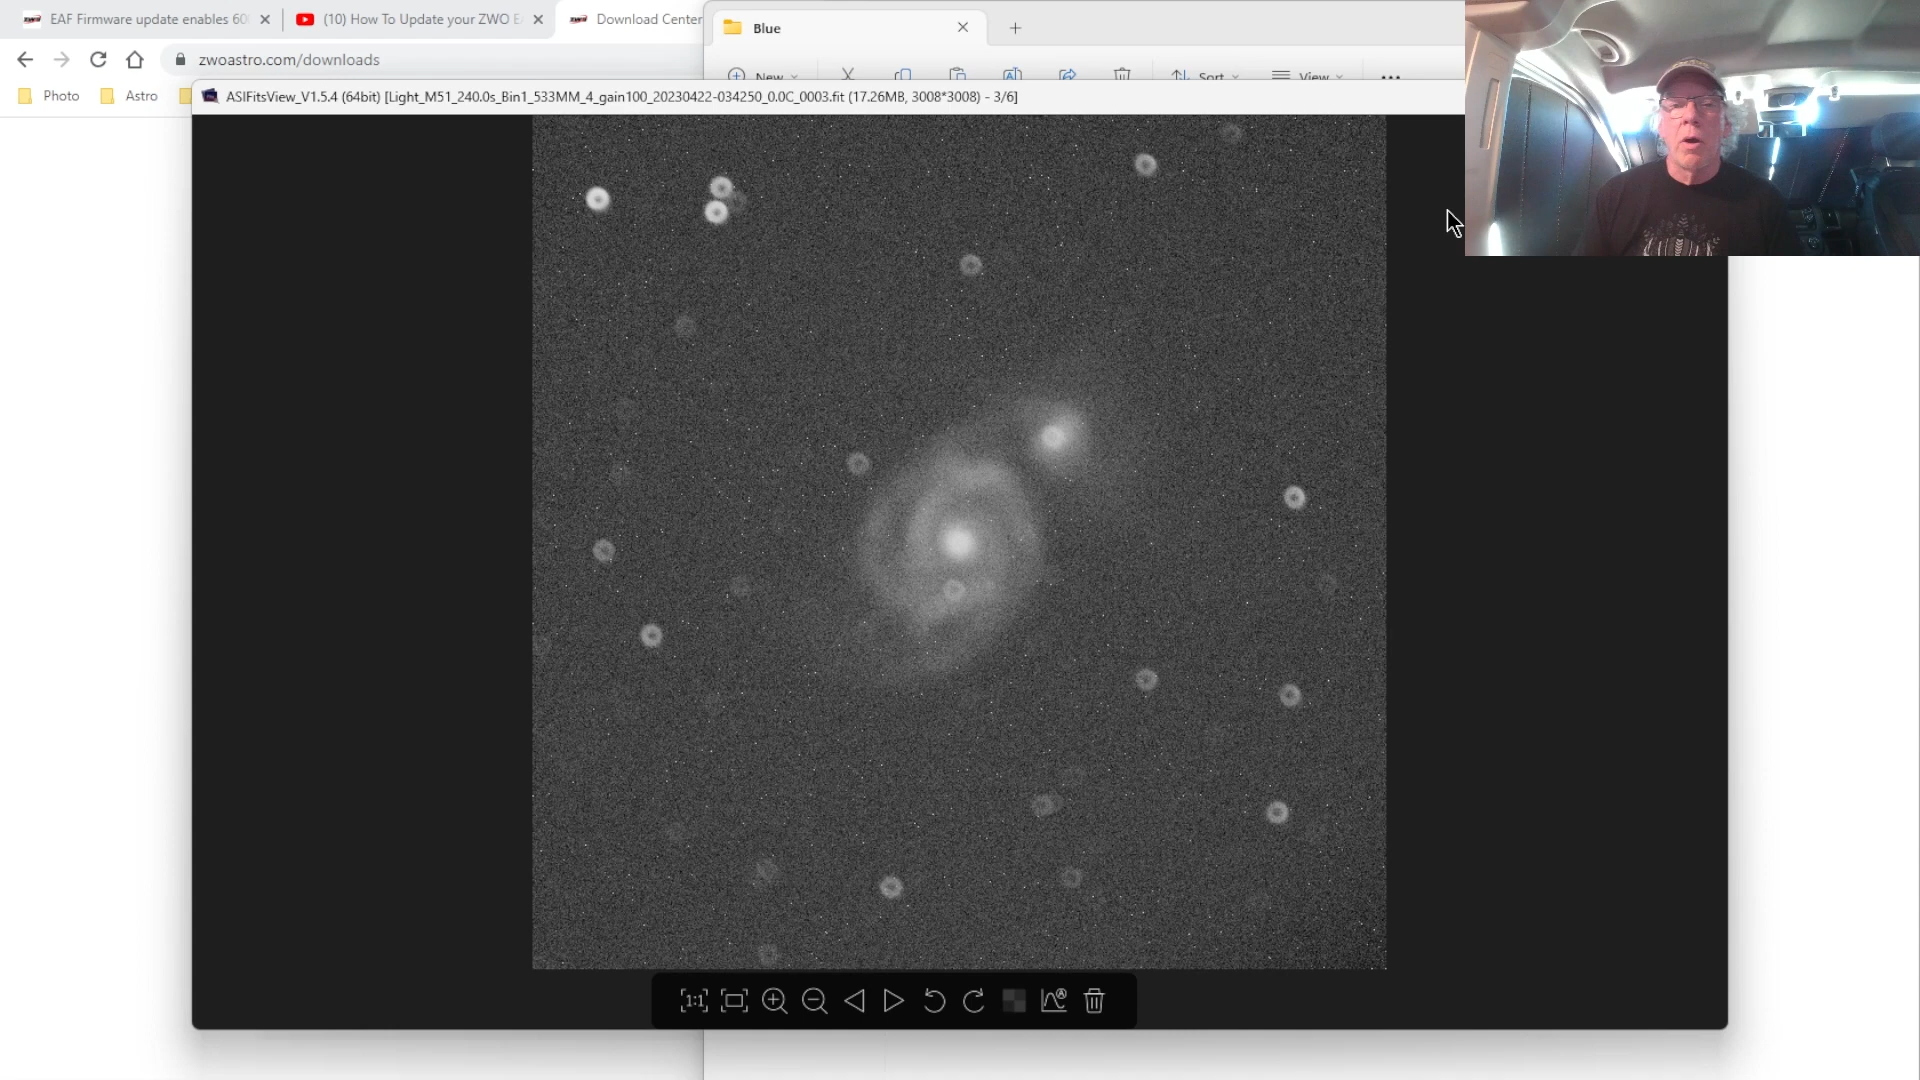 EAF Firmware update enables 60
(10) How To Update your ZWO E
Download Center
Blue
zwoastro.com/downloads
New
Sort
View
Photo
Astro
ASIFitsView_V1.5.4 (64bit) [Light_M51_240.0s_Bin1_533MM_4_gain100_20230422-034250_0.0C_0003.fit (17.26MB, 3008*3008) - 3/6]
1:1